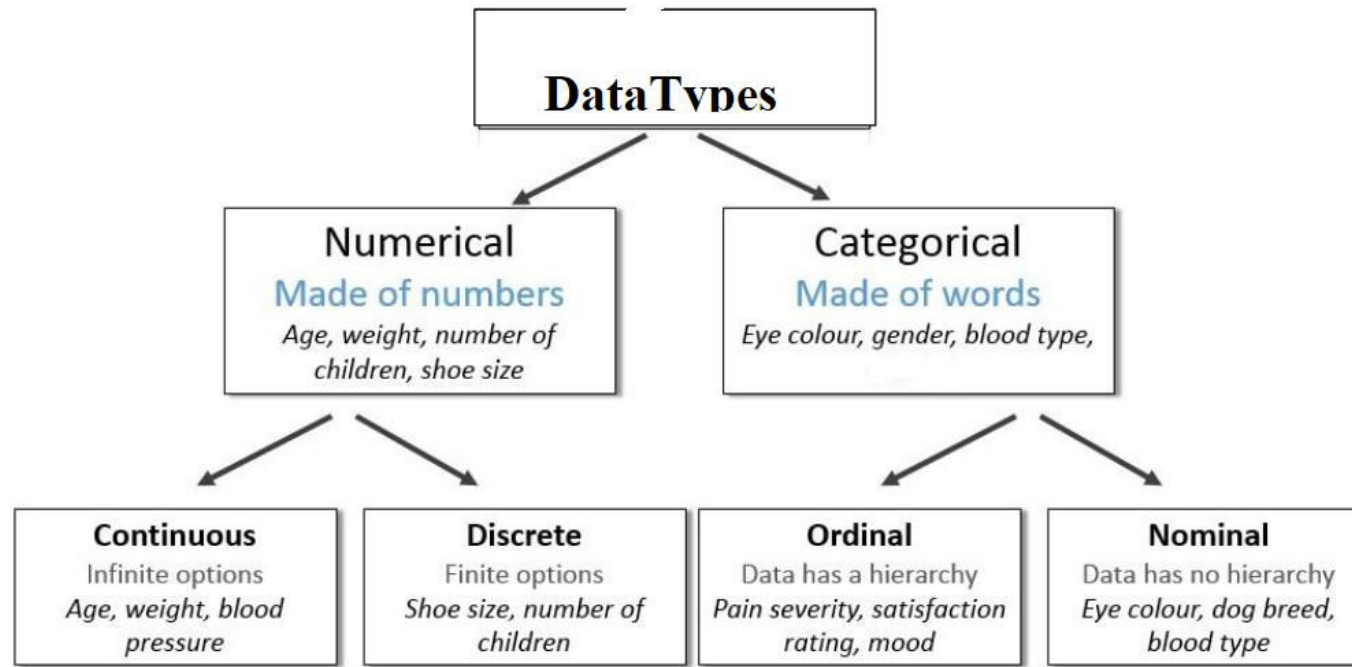 DataTypes
Numerical
Made of numbers
Age, weight, number of
children, shoe size
Categorical
Made of words
Eye colour, gender, blood type,
Continuous
Infinite options
Age, weight, blood
pressure
Discrete
Finite options
Shoe size, number of
children
Ordinal
Data has a hierarchy
Pain severity, satisfaction
rating, mood
Nominal
Data has no hierarchy
Eye colour, dog breed,
blood type